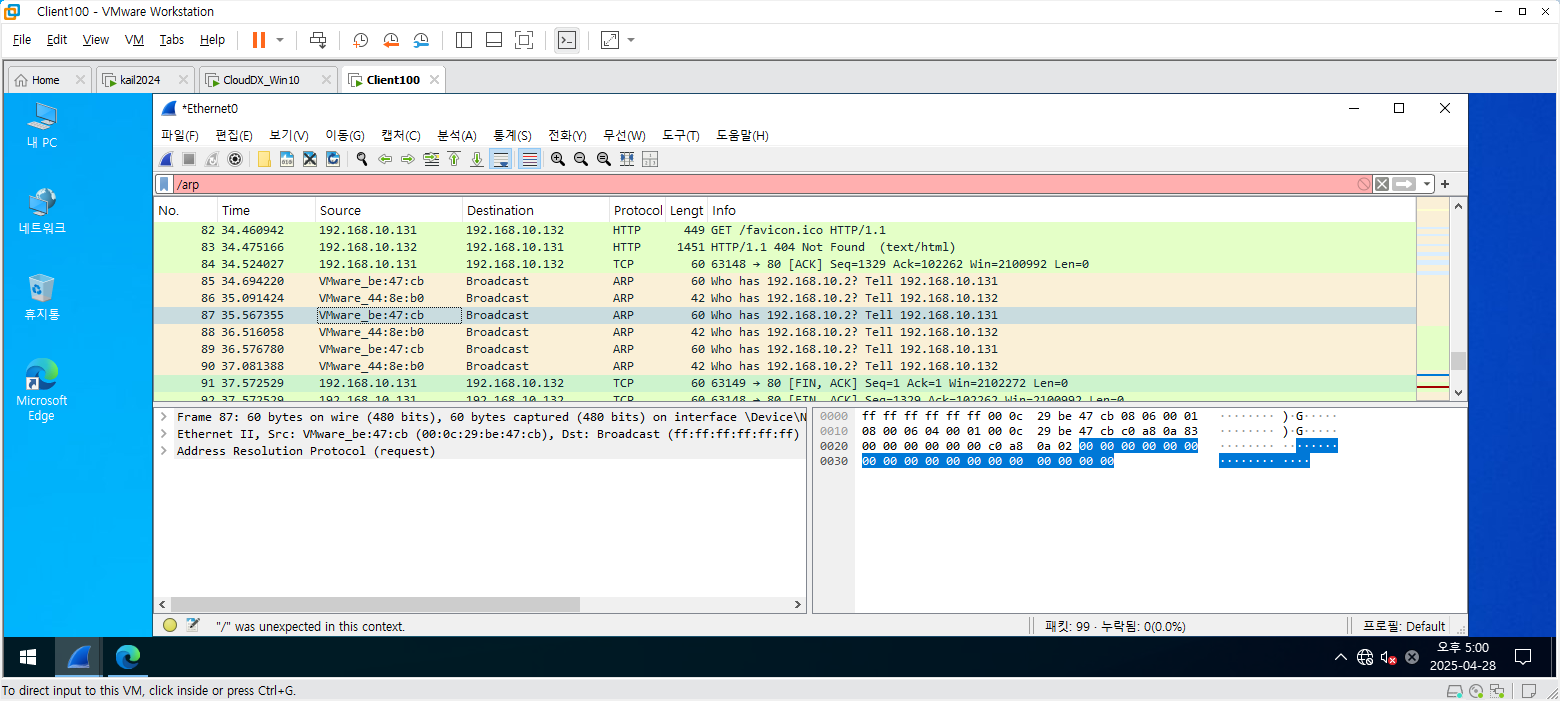 Client100 - VMware Workstation
File Edit View VM Tabs Help
Home kail2024 CloudDX_Win10 Client100
내 PC
네트워크
휴지통
Microsoft
Edge
*Ethernet0
파일(F) 편집(E) 보기(V) 이동(G) 캡처(C) 분석(A) 통계(S) 전화(Y) 무선(W) 도구(T) 도움말(H)
/arp
No. Time Source Destination Protocol Lengt Info
82 34.460942 192.168.10.131 192.168.10.132 HTTP 449 GET /favicon.ico HTTP/1.1
83 34.475166 192.168.10.132 192.168.10.131 HTTP 1451 HTTP/1.1 404 Not Found (text/html)
84 34.524027 192.168.10.131 192.168.10.132 TCP 60 63148 → 80 [ACK] Seq=1329 Ack=102262 Win=2100992 Len=0
85 34.694220 VMware_be:47:cb Broadcast ARP 60 Who has 192.168.10.2? Tell 192.168.10.131
86 35.091424 VMware_44:8e:b0 Broadcast ARP 42 Who has 192.168.10.2? Tell 192.168.10.132
87 35.567355 VMware_be:47:cb Broadcast ARP 60 Who has 192.168.10.2? Tell 192.168.10.131
88 36.516058 VMware_44:8e:b0 Broadcast ARP 42 Who has 192.168.10.2? Tell 192.168.10.132
89 36.576780 VMware_be:47:cb Broadcast ARP 60 Who has 192.168.10.2? Tell 192.168.10.131
90 37.081388 VMware_44:8e:b0 Broadcast ARP 42 Who has 192.168.10.2? Tell 192.168.10.132
91 37.572529 192.168.10.131 192.168.10.132 TCP 60 63149 → 80 [FIN, ACK] Seq=1 Ack=1 Win=2102272 Len=0
92 37.572529 192.168.10.131 192.168.10.132 TCP 60 63148 → 80 [FIN, ACK] Seq=1329 Ack=102262 Win=2100992 Len=0
Frame 87: 60 bytes on wire (480 bits), 60 bytes captured (480 bits) on interface \Device\N
Ethernet II, Src: VMware_be:47:cb (00:0c:29:be:47:cb), Dst: Broadcast (ff:ff:ff:ff:ff:ff)
Address Resolution Protocol (request)
0000 ff ff ff ff ff ff 00 0c 29 be 47 cb 08 06 00 01 ········ )·G·····
0010 08 00 06 04 00 01 00 0c 29 be 47 cb c0 a8 0a 83 ········ )·G·····
0020 00 00 00 00 00 00 c0 a8 0a 02 00 00 00 00 00 00 ········ ········
0030 00 00 00 00 00 00 00 00 00 00 00 00 ········ ····
"/" was unexpected in this context.
패킷: 99 · 누락됨: 0(0.0%)
프로필: Default
오후 5:00
2025-04-28
To direct input to this VM, click inside or press Ctrl+G.